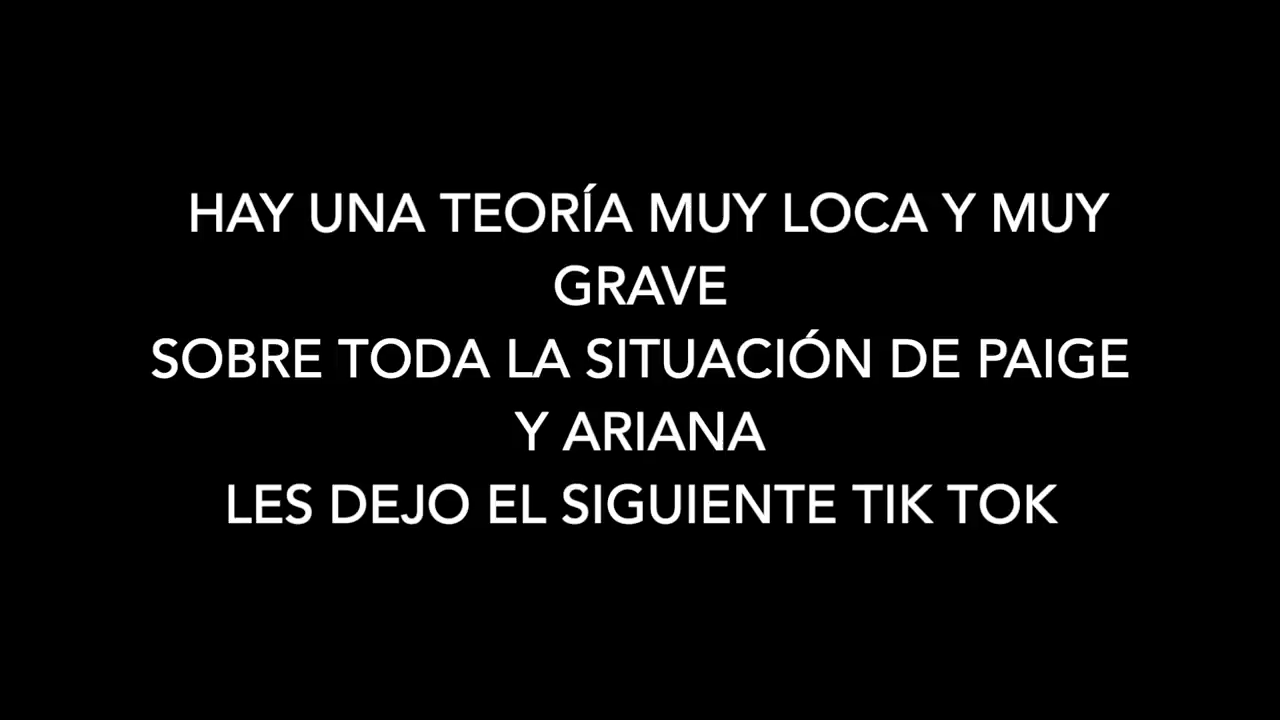 HAY UNA TEORÍA MUY LOCA Y MUY
GRAVE
SOBRE TODA LA SITUACIÓN DE PAIGE
Y ARIANA
LES DEJO EL SIGUIENTE TIK TOK